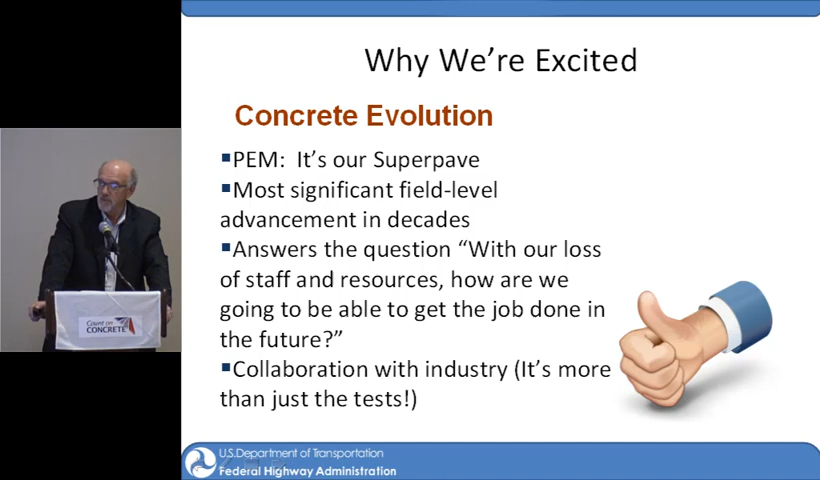 Why We're Excited
Concrete Evolution
▪PEM:  It's our Superpave
▪Most significant field-level
advancement in decades
▪Answers the question “With our loss
of staff and resources, how are we
going to be able to get the job done in
the future?”
▪Collaboration with industry (It's more
than just the tests!)
Count on
CONCRETE
U.S.Department of Transportation
Federal Highway Administration